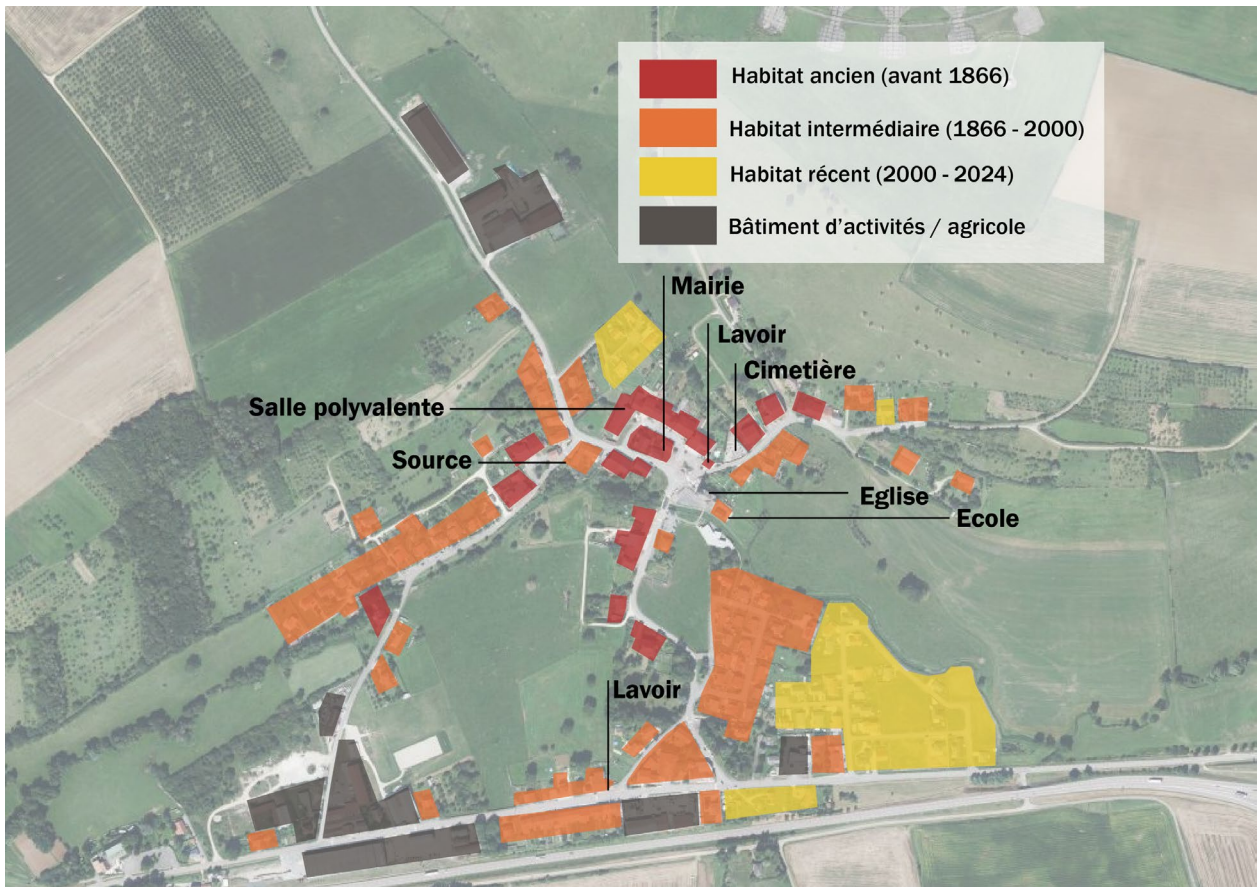 Habitat ancien (avant 1866)
Habitat intermédiaire (1866 - 2000)
Habitat récent (2000 - 2024)
Bâtiment d'activités / agricole
Mairie
Lavoir
Cimetière
Salle polyvalente
Source
Eglise
Ecole
Lavoir